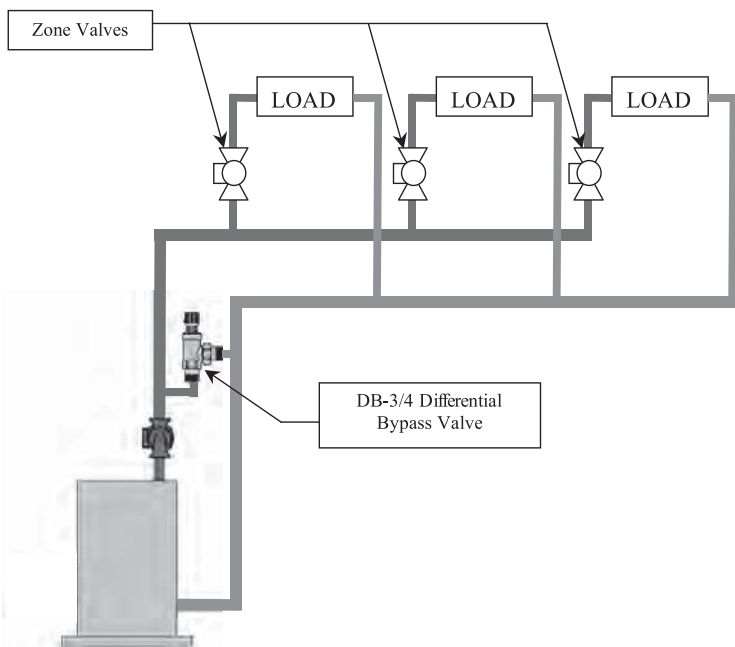 Zone Valves
LOAD
LOAD
LOAD
DB-3/4 Differential
Bypass Valve